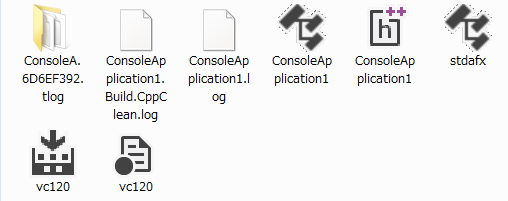 ConsoleA.
6D6EF392.
tlog
ConsoleAp
plication1.
Build.CppC
lean.log
ConsoleAp
plication1.l
og
ConsoleAp
plication1
h
++
ConsoleAp
plication1
stdafx
vc120
vc120